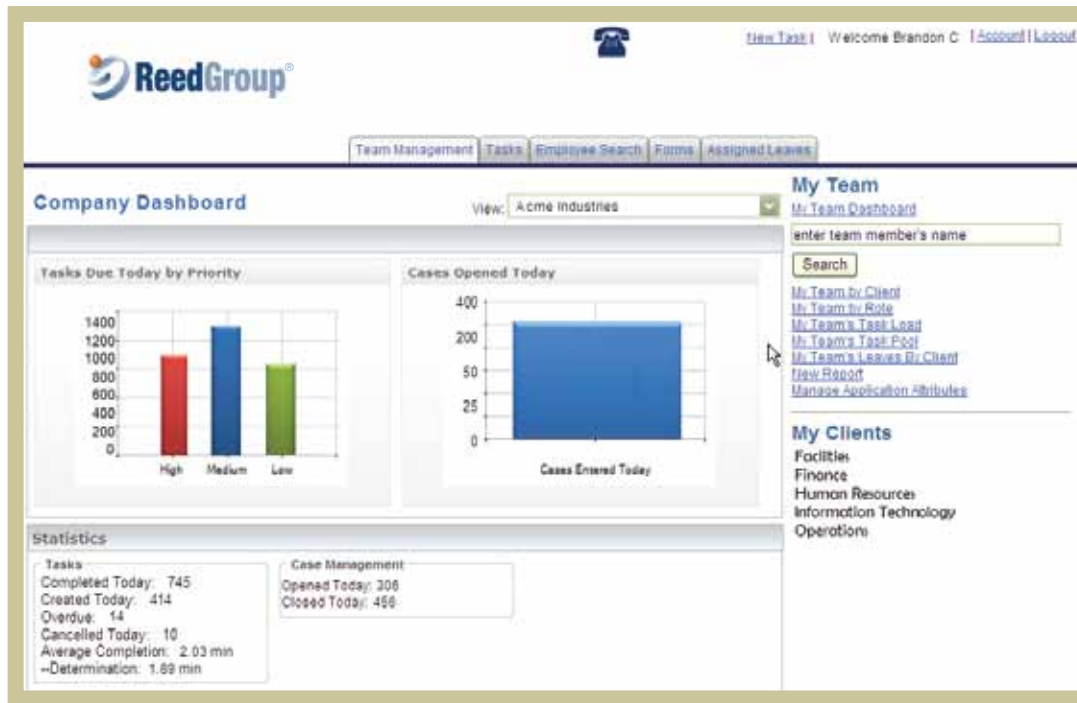 New Task | Welcome Brandon C | Account | Logout
ReedGroup®
Team Management Tasks Employee Search Forms Assigned Leaves
Company Dashboard
View: Acme Industries
Tasks Due Today by Priority
1400
1200
1000
800
600
400
200
0
High Medium Low
Cases Opened Today
400
200
50
25
0
Cases Entered Today
Statistics
Tasks
Completed Today: 745
Created Today: 414
Overdue: 14
Cancelled Today: 10
Average Completion: 2.03 min
--Determination: 1.89 min
Case Management
Opened Today: 306
Closed Today: 456
My Team
My Team Dashboard
enter team member's name
Search
My Team by Client
My Team by Role
My Team's Task Load
My Team's Task Pool
My Team's Leaves By Client
New Report
Manage Application Attributes
My Clients
Facilities
Finance
Human Resources
Information Technology
Operations